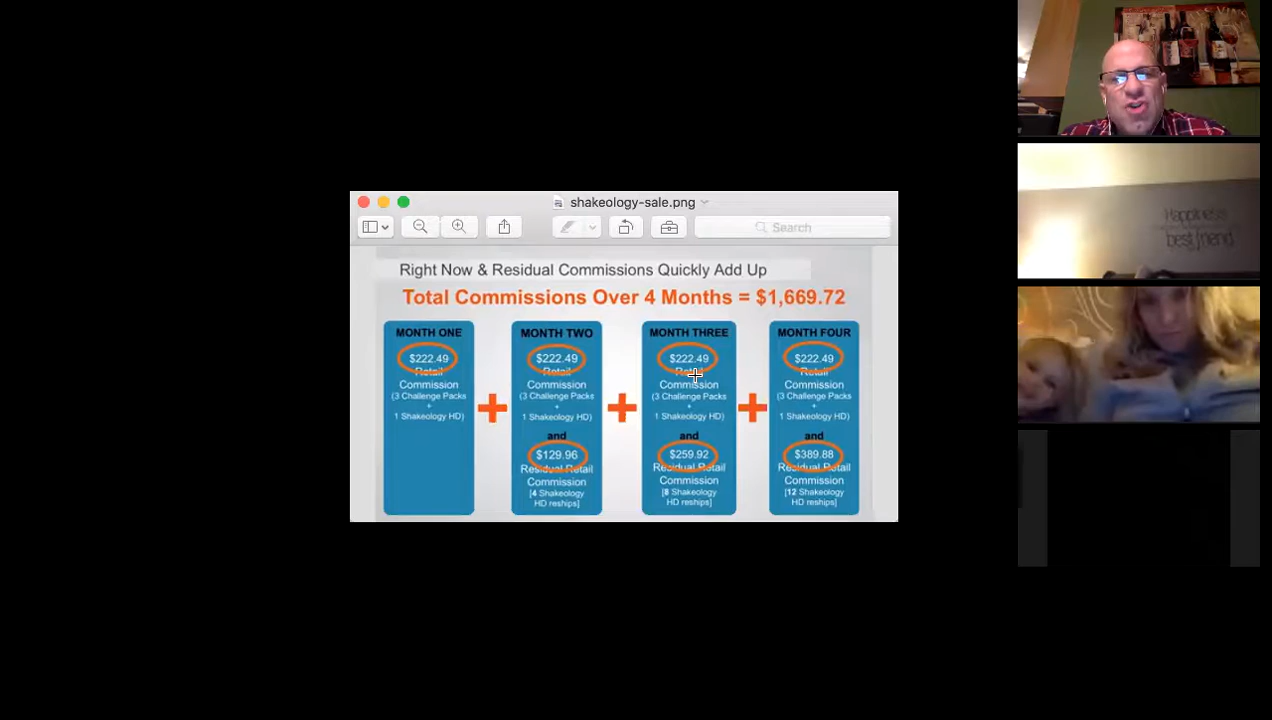 shakeology-sale.png
Search
Right Now & Residual Commissions Quickly Add Up
Total Commissions Over 4 Months = $1,669.72
MONTH ONE
$222.49
Retail
Commission
(3 Challenge Packs
+
1 Shakeology HD)
+
MONTH TWO
$222.49
Retail
Commission
(3 Challenge Packs
+
1 Shakeology HD)
and
$129.96
Residual Retail
Commission
[4 Shakeology
HD reships]
+
MONTH THREE
$222.49
Retail
Commission
(3 Challenge Packs
+
1 Shakeology HD)
and
$259.92
Residual Retail
Commission
[8 Shakeology
HD reships]
+
MONTH FOUR
$222.49
Retail
Commission
(3 Challenge Packs
+
1 Shakeology HD)
and
$389.88
Residual Retail
Commission
[12 Shakeology
HD reships]
Happiness
best friend